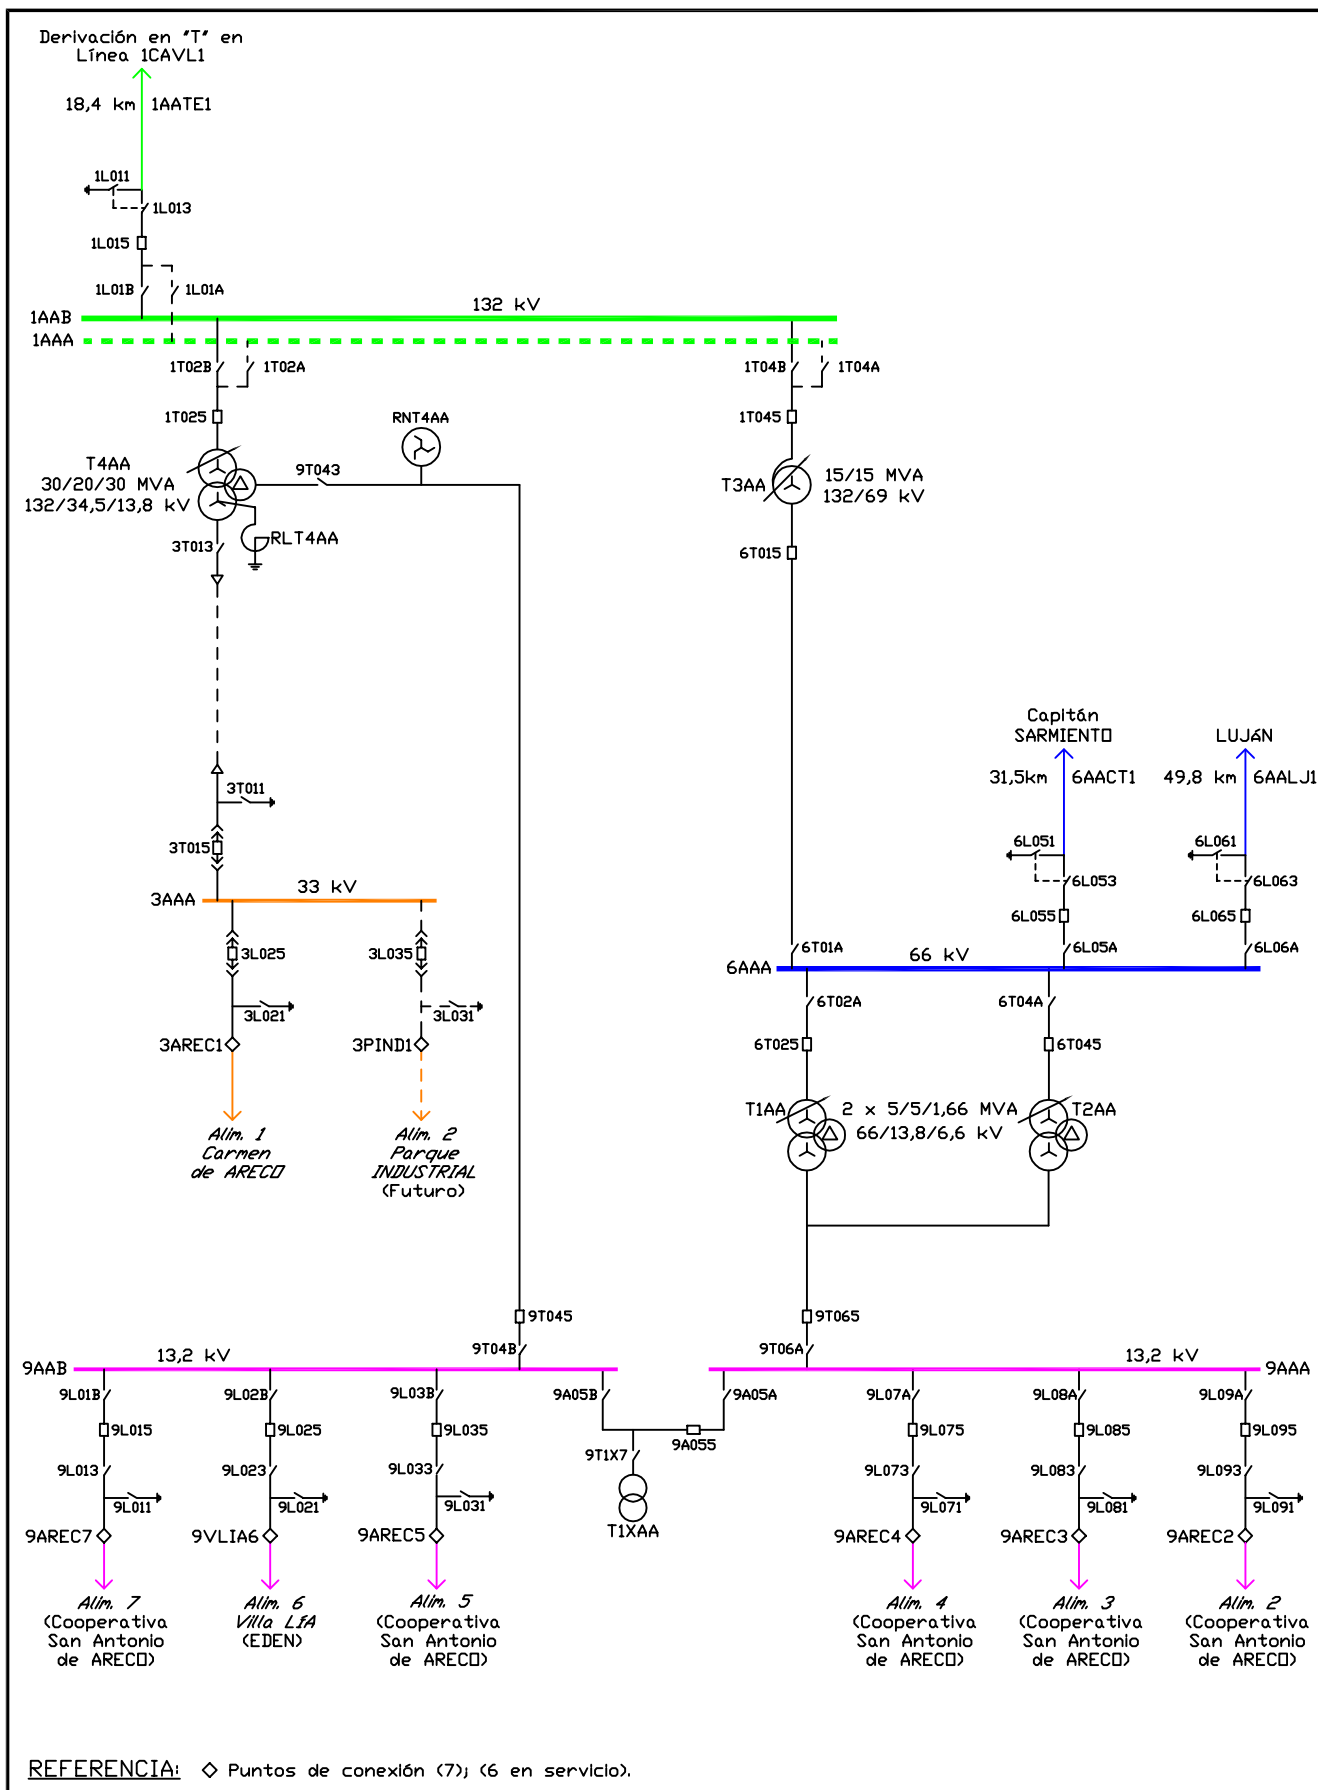 Derivación en "T" en
Línea 1CAVL1
18,4 km 1AATE1
1L011
1L013
1L015
1L01B 1L01A
132 kV
1AAB
1AAA
1T02B 1T02A
1T04B 1T04A
1T025
RNT4AA
1T045
T4AA
30/20/30 MVA
132/34,5/13,8 kV
9T043
T3AA
15/15 MVA
132/69 kV
RLT4AA
3T013
6T015
Capitán
SARMIENTO
LUJÁN
31,5km 6AACT1
49,8 km 6AALJ1
3T011
3T015
6L051
6L061
6L053
6L063
6L055
6L065
33 kV
3AAA
3L025
3L035
6T01A
6L05A
6L06A
66 kV
6AAA
6T02A
6T04A
3L021
3L031
3AREC1
3PIND1
6T025
6T045
T1AA
2 x 5/5/1,66 MVA
66/13,8/6,6 kV
T2AA
Alim. 1
Carmen
de ARECO
Alim. 2
Parque
INDUSTRIAL
(Futuro)
9T045
9T065
9T04B
9T06A
13,2 kV
13,2 kV
9AAB
9AAA
9L01B
9L02B
9L03B
9A05B
9A05A
9L07A
9L08A
9L09A
9L015
9L025
9L035
9A055
9L075
9L085
9L095
9T1X7
9L013
9L023
9L033
9L073
9L083
9L093
9L011
9L021
9L031
9L071
9L081
9L091
T1XAA
9AREC7
9VLIA6
9AREC5
9AREC4
9AREC3
9AREC2
Alim. 7
(Cooperativa
San Antonio
de ARECO)
Alim. 6
Villa LÍA
(EDEN)
Alim. 5
(Cooperativa
San Antonio
de ARECO)
Alim. 4
(Cooperativa
San Antonio
de ARECO)
Alim. 3
(Cooperativa
San Antonio
de ARECO)
Alim. 2
(Cooperativa
San Antonio
de ARECO)
REFERENCIA: Puntos de conexión (7); (6 en servicio).